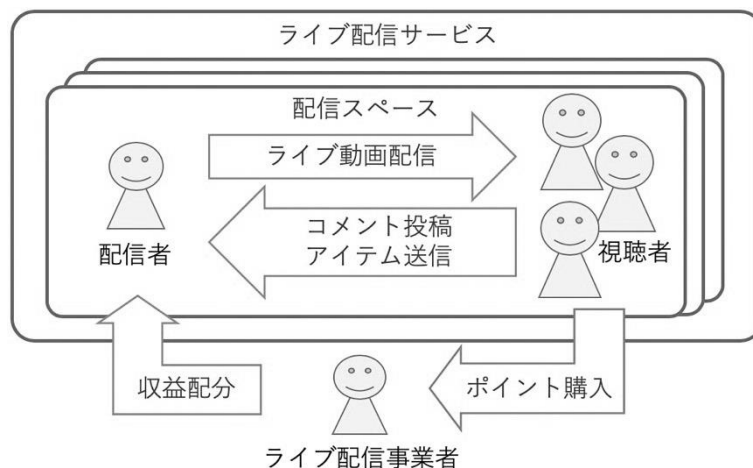 ライブ配信サービス
配信スペース
ライブ動画配信
コメント投稿
アイテム送信
配信者
視聴者
収益配分
ポイント購入
ライブ配信事業者